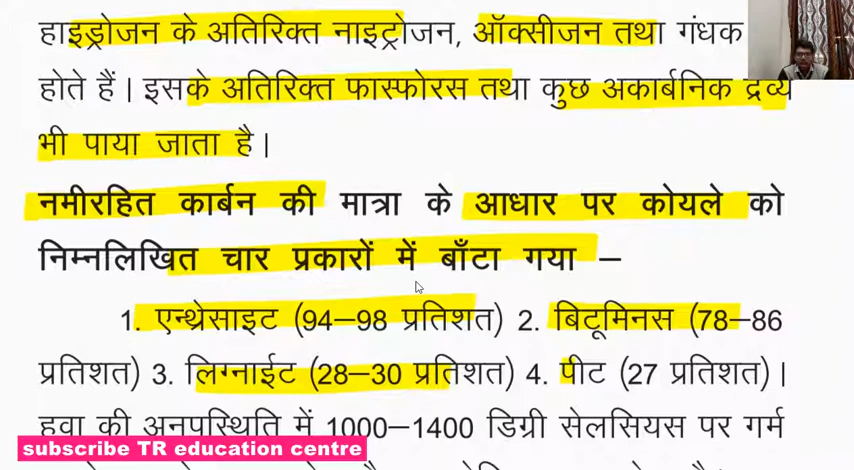 हाइड्रोजन के अतिरिक्त नाइट्रोजन, ऑक्सीजन तथा गंधक
होते हैं। इसके अतिरिक्त फास्फोरस तथा कुछ अकार्बनिक द्रव्य
भी पाया जाता है।
नमीरहित कार्बन की मात्रा के आधार पर कोयले को
निम्नलिखित चार प्रकारों में बाँटा गया –
1. एन्थ्रेसाइट (94–98 प्रतिशत) 2. बिटूमिनस (78–86
प्रतिशत) 3. लिग्नाईट (28–30 प्रतिशत) 4. पीट (27 प्रतिशत)।
हवा की अनुपस्थिति में 1000–1400 डिग्री सेल्सियस पर गर्म
subscribe TR education centre